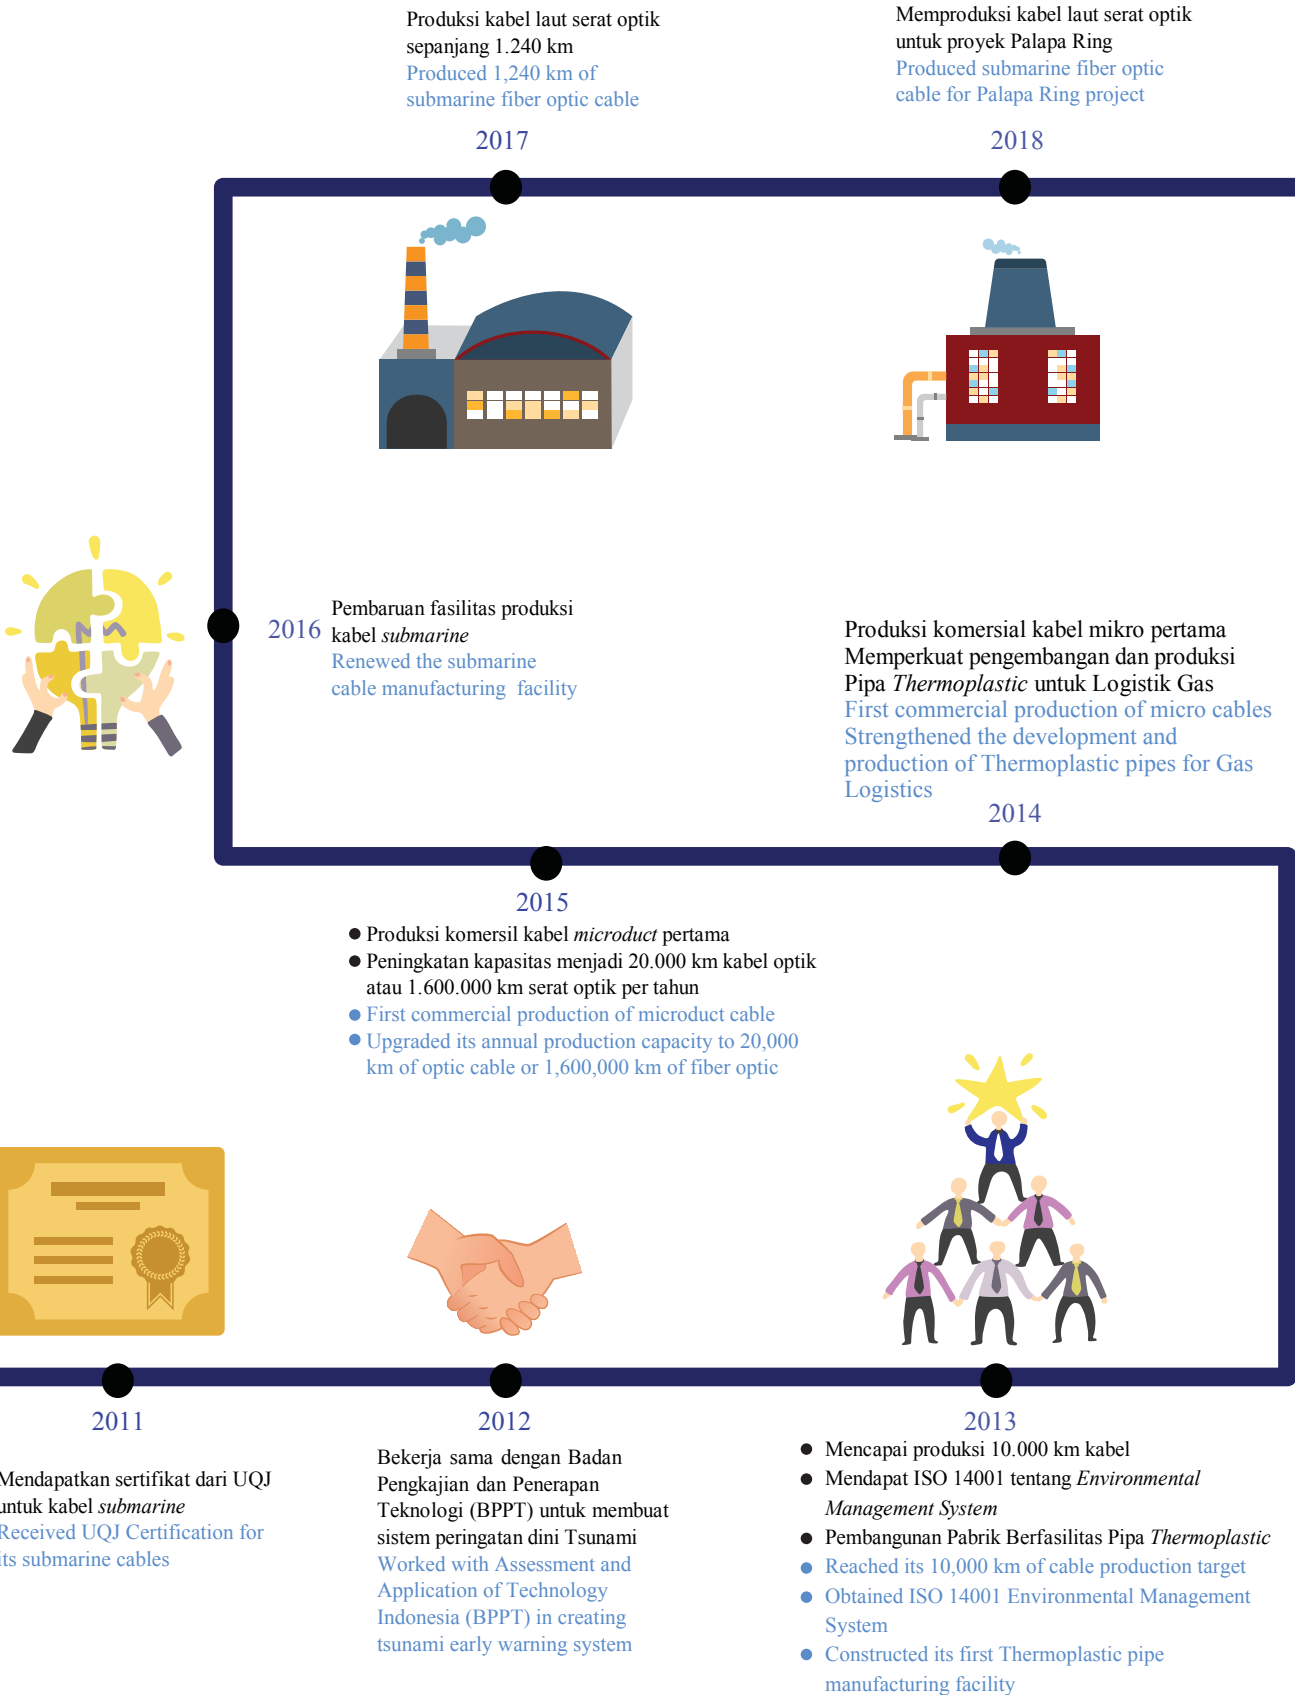 Produksi kabel laut serat optik
sepanjang 1.240 km
Produced 1,240 km of
submarine fiber optic cable
2017
Memproduksi kabel laut serat optik
untuk proyek Palapa Ring
Produced submarine fiber optic
cable for Palapa Ring project
2018
2016
Pembaruan fasilitas produksi
kabel submarine
Renewed the submarine
cable manufacturing facility
Produksi komersial kabel mikro pertama
Memperkuat pengembangan dan produksi
Pipa Thermoplastic untuk Logistik Gas
First commercial production of micro cables
Strengthened the development and
production of Thermoplastic pipes for Gas
Logistics
2014
2015
● Produksi komersil kabel microduct pertama
● Peningkatan kapasitas menjadi 20.000 km kabel optik
atau 1.600.000 km serat optik per tahun
● First commercial production of microduct cable
● Upgraded its annual production capacity to 20,000
km of optic cable or 1,600,000 km of fiber optic
2011
Mendapatkan sertifikat dari UQJ
untuk kabel submarine
Received UQJ Certification for
its submarine cables
2012
Bekerja sama dengan Badan
Pengkajian dan Penerapan
Teknologi (BPPT) untuk membuat
sistem peringatan dini Tsunami
Worked with Assessment and
Application of Technology
Indonesia (BPPT) in creating
tsunami early warning system
2013
● Mencapai produksi 10.000 km kabel
● Mendapat ISO 14001 tentang Environmental
Management System
● Pembangunan Pabrik Berfasilitas Pipa Thermoplastic
● Reached its 10,000 km of cable production target
● Obtained ISO 14001 Environmental Management
System
● Constructed its first Thermoplastic pipe
manufacturing facility